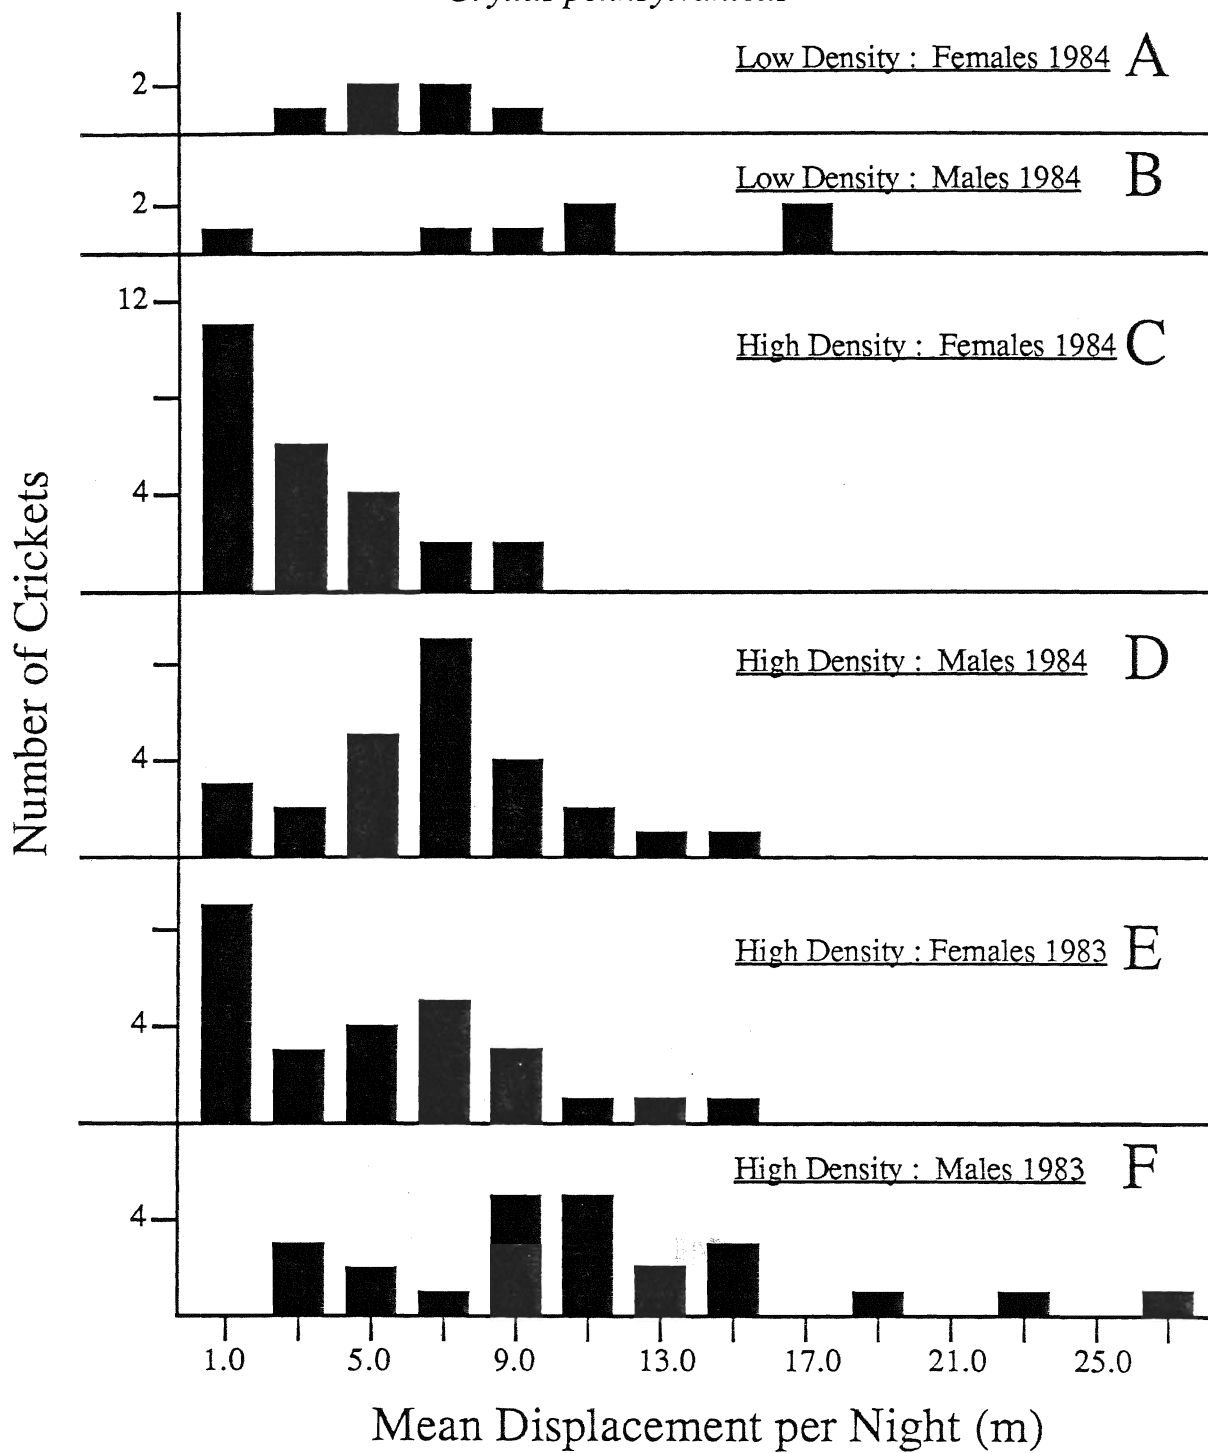 Low Density : Females 1984 A
2
Low Density : Males 1984 B
2
12
High Density : Females 1984 C
4
High Density : Males 1984 D
4
High Density : Females 1983 E
4
High Density : Males 1983 F
4
Number of Crickets
1.0 5.0 9.0 13.0 17.0 21.0 25.0
Mean Displacement per Night (m)